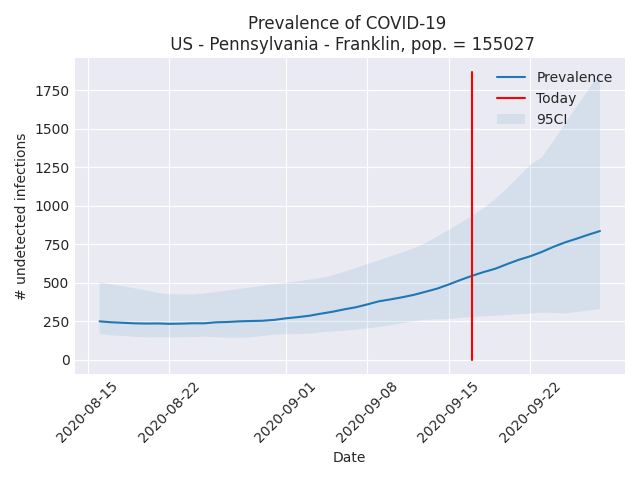 Prevalence of COVID-19
US - Pennsylvania - Franklin, pop. = 155027
Prevalence
Today
95CI
1750
1500
1250
1000
750
500
250
0
# undetected infections
2020-08-15
2020-08-22
2020-09-01
2020-09-08
2020-09-15
2020-09-22
Date